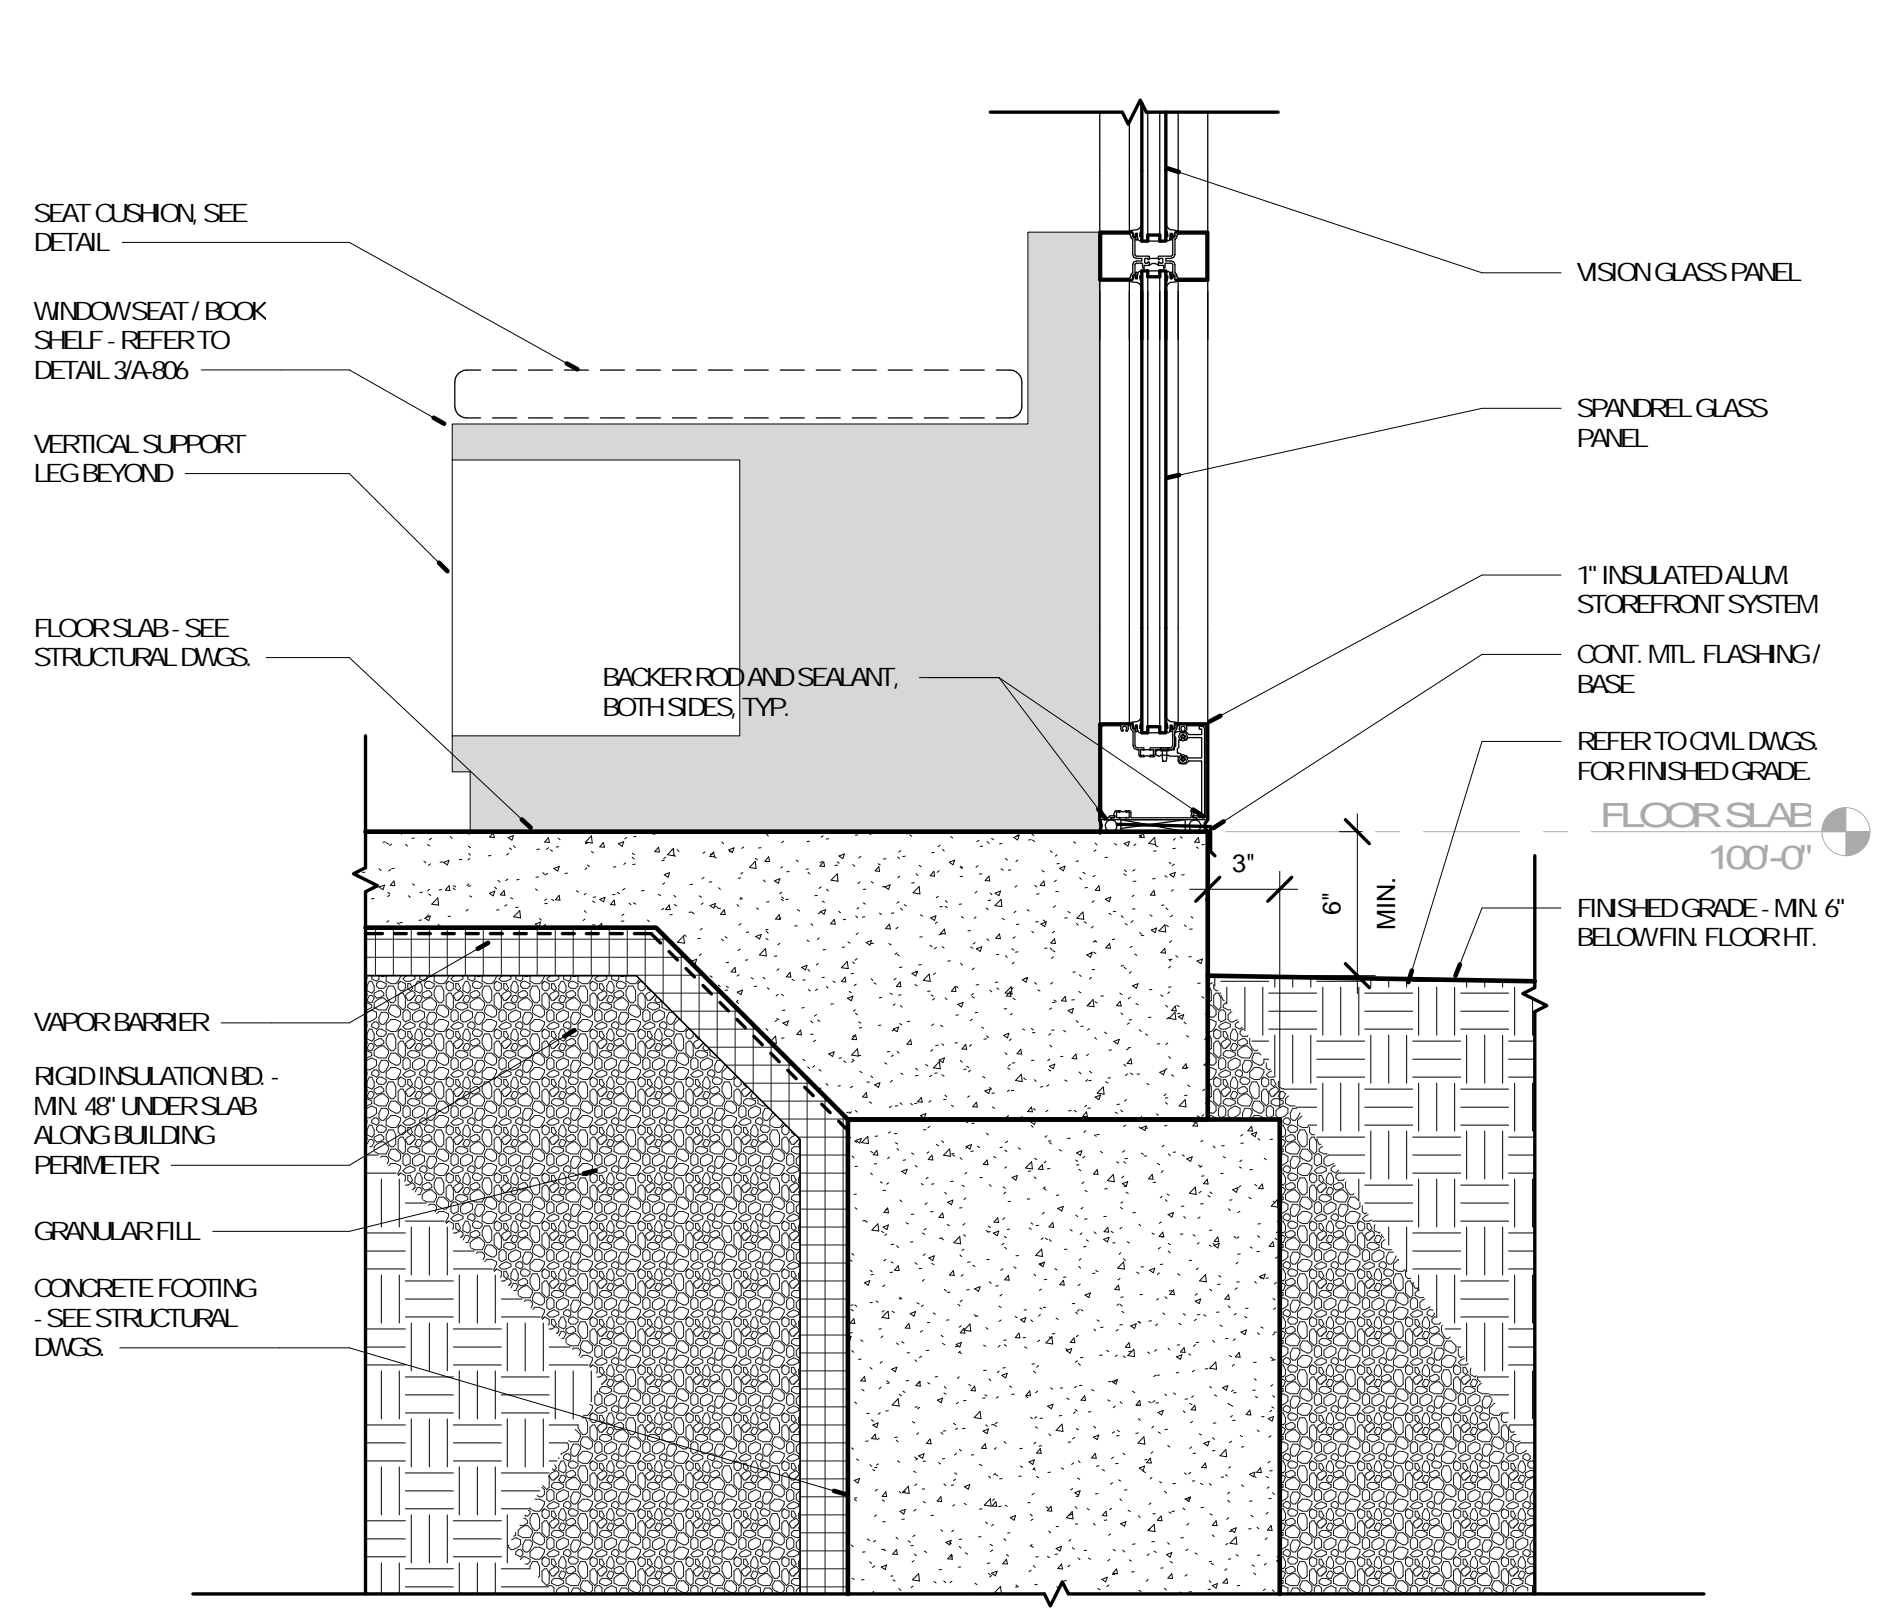 SEAT CUSHION, SEE
DETAIL
WINDOW SEAT / BOOK
SHELF - REFER TO
DETAIL 3/A-806
VERTICAL SUPPORT
LEG BEYOND
FLOOR SLAB - SEE
STRUCTURAL DWGS.
BACKER ROD AND SEALANT,
BOTH SIDES, TYP.
VAPOR BARRIER
RIGID INSULATION BD. -
MIN. 48" UNDER SLAB
ALONG BUILDING
PERIMETER
GRANULAR FILL
CONCRETE FOOTING
- SEE STRUCTURAL
DWGS.
VISION GLASS PANEL
SPANDREL GLASS
PANEL
1" INSULATED ALUM.
STOREFRONT SYSTEM
CONT. MTL. FLASHING /
BASE
REFER TO CIVIL DWGS.
FOR FINISHED GRADE.
FLOOR SLAB
100'-0"
3"
6"
MIN.
FINISHED GRADE - MIN. 6"
BELOW FIN. FLOOR HT.